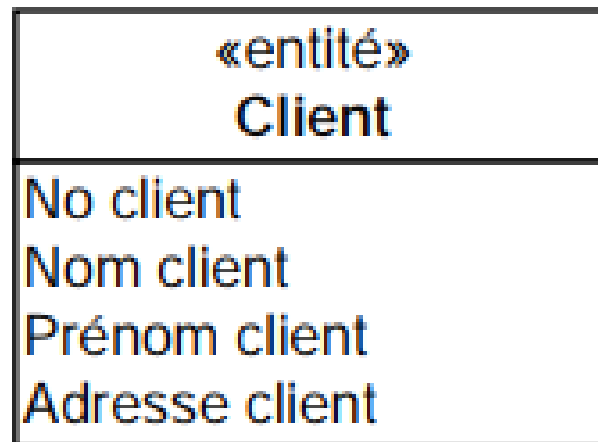 «entité»
Client
No client
Nom client
Prénom client
Adresse client